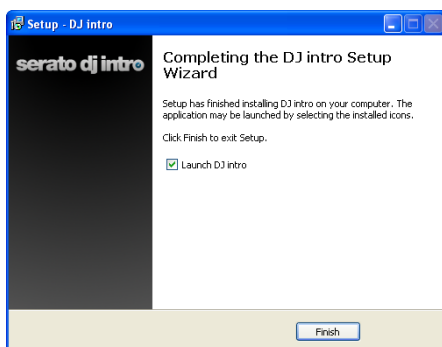 Setup - DJ intro
serato dj intro
Completing the DJ intro Setup
Wizard
Setup has finished installing DJ intro on your computer. The
application may be launched by selecting the installed icons.
Click Finish to exit Setup.
Launch DJ intro
Finish